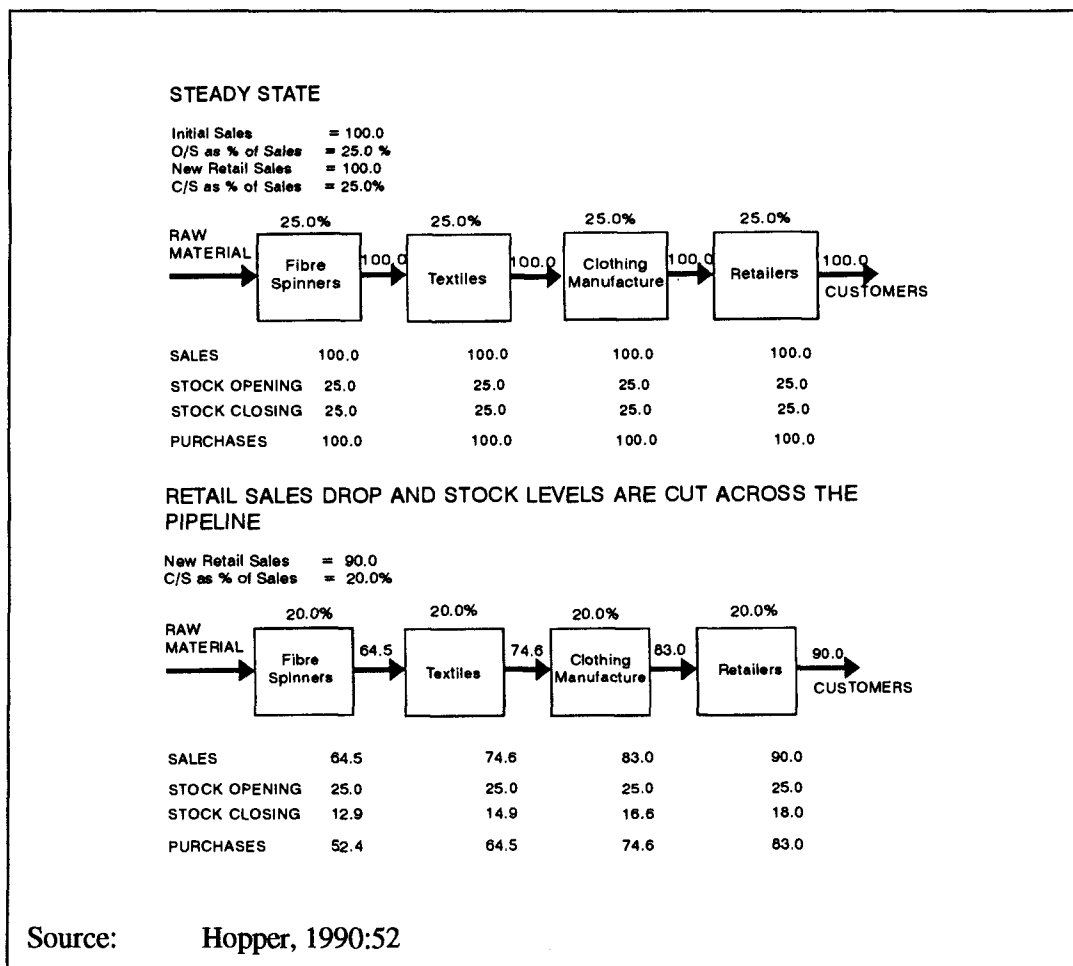 STEADY STATE
Initial Sales = 100.0
O/S as % of Sales = 25.0 %
New Retail Sales = 100.0
C/S as % of Sales = 25.0%
25.0% 25.0% 25.0% 25.0%
RAW MATERIAL
Fibre Spinners
100.0
Textiles
100.0
Clothing Manufacture
100.0
Retailers
100.0
CUSTOMERS
SALES 100.0 100.0 100.0 100.0
STOCK OPENING 25.0 25.0 25.0 25.0
STOCK CLOSING 25.0 25.0 25.0 25.0
PURCHASES 100.0 100.0 100.0 100.0
RETAIL SALES DROP AND STOCK LEVELS ARE CUT ACROSS THE
PIPELINE
New Retail Sales = 90.0
C/S as % of Sales = 20.0%
20.0% 20.0% 20.0% 20.0%
RAW MATERIAL
Fibre Spinners
64.5
Textiles
74.6
Clothing Manufacture
83.0
Retailers
90.0
CUSTOMERS
SALES 64.5 74.6 83.0 90.0
STOCK OPENING 25.0 25.0 25.0 25.0
STOCK CLOSING 12.9 14.9 16.6 18.0
PURCHASES 52.4 64.5 74.6 83.0
Source: Hopper, 1990:52